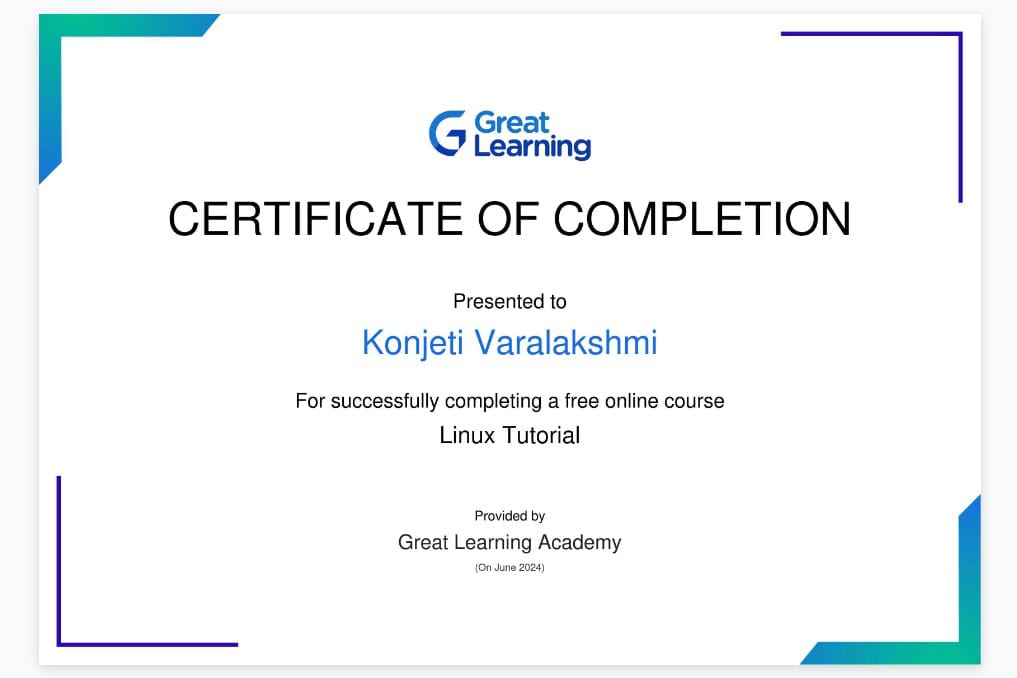 Great
Learning
CERTIFICATE OF COMPLETION
Presented to
Konjeti Varalakshmi
For successfully completing a free online course
Linux Tutorial
Provided by
Great Learning Academy
(On June 2024)